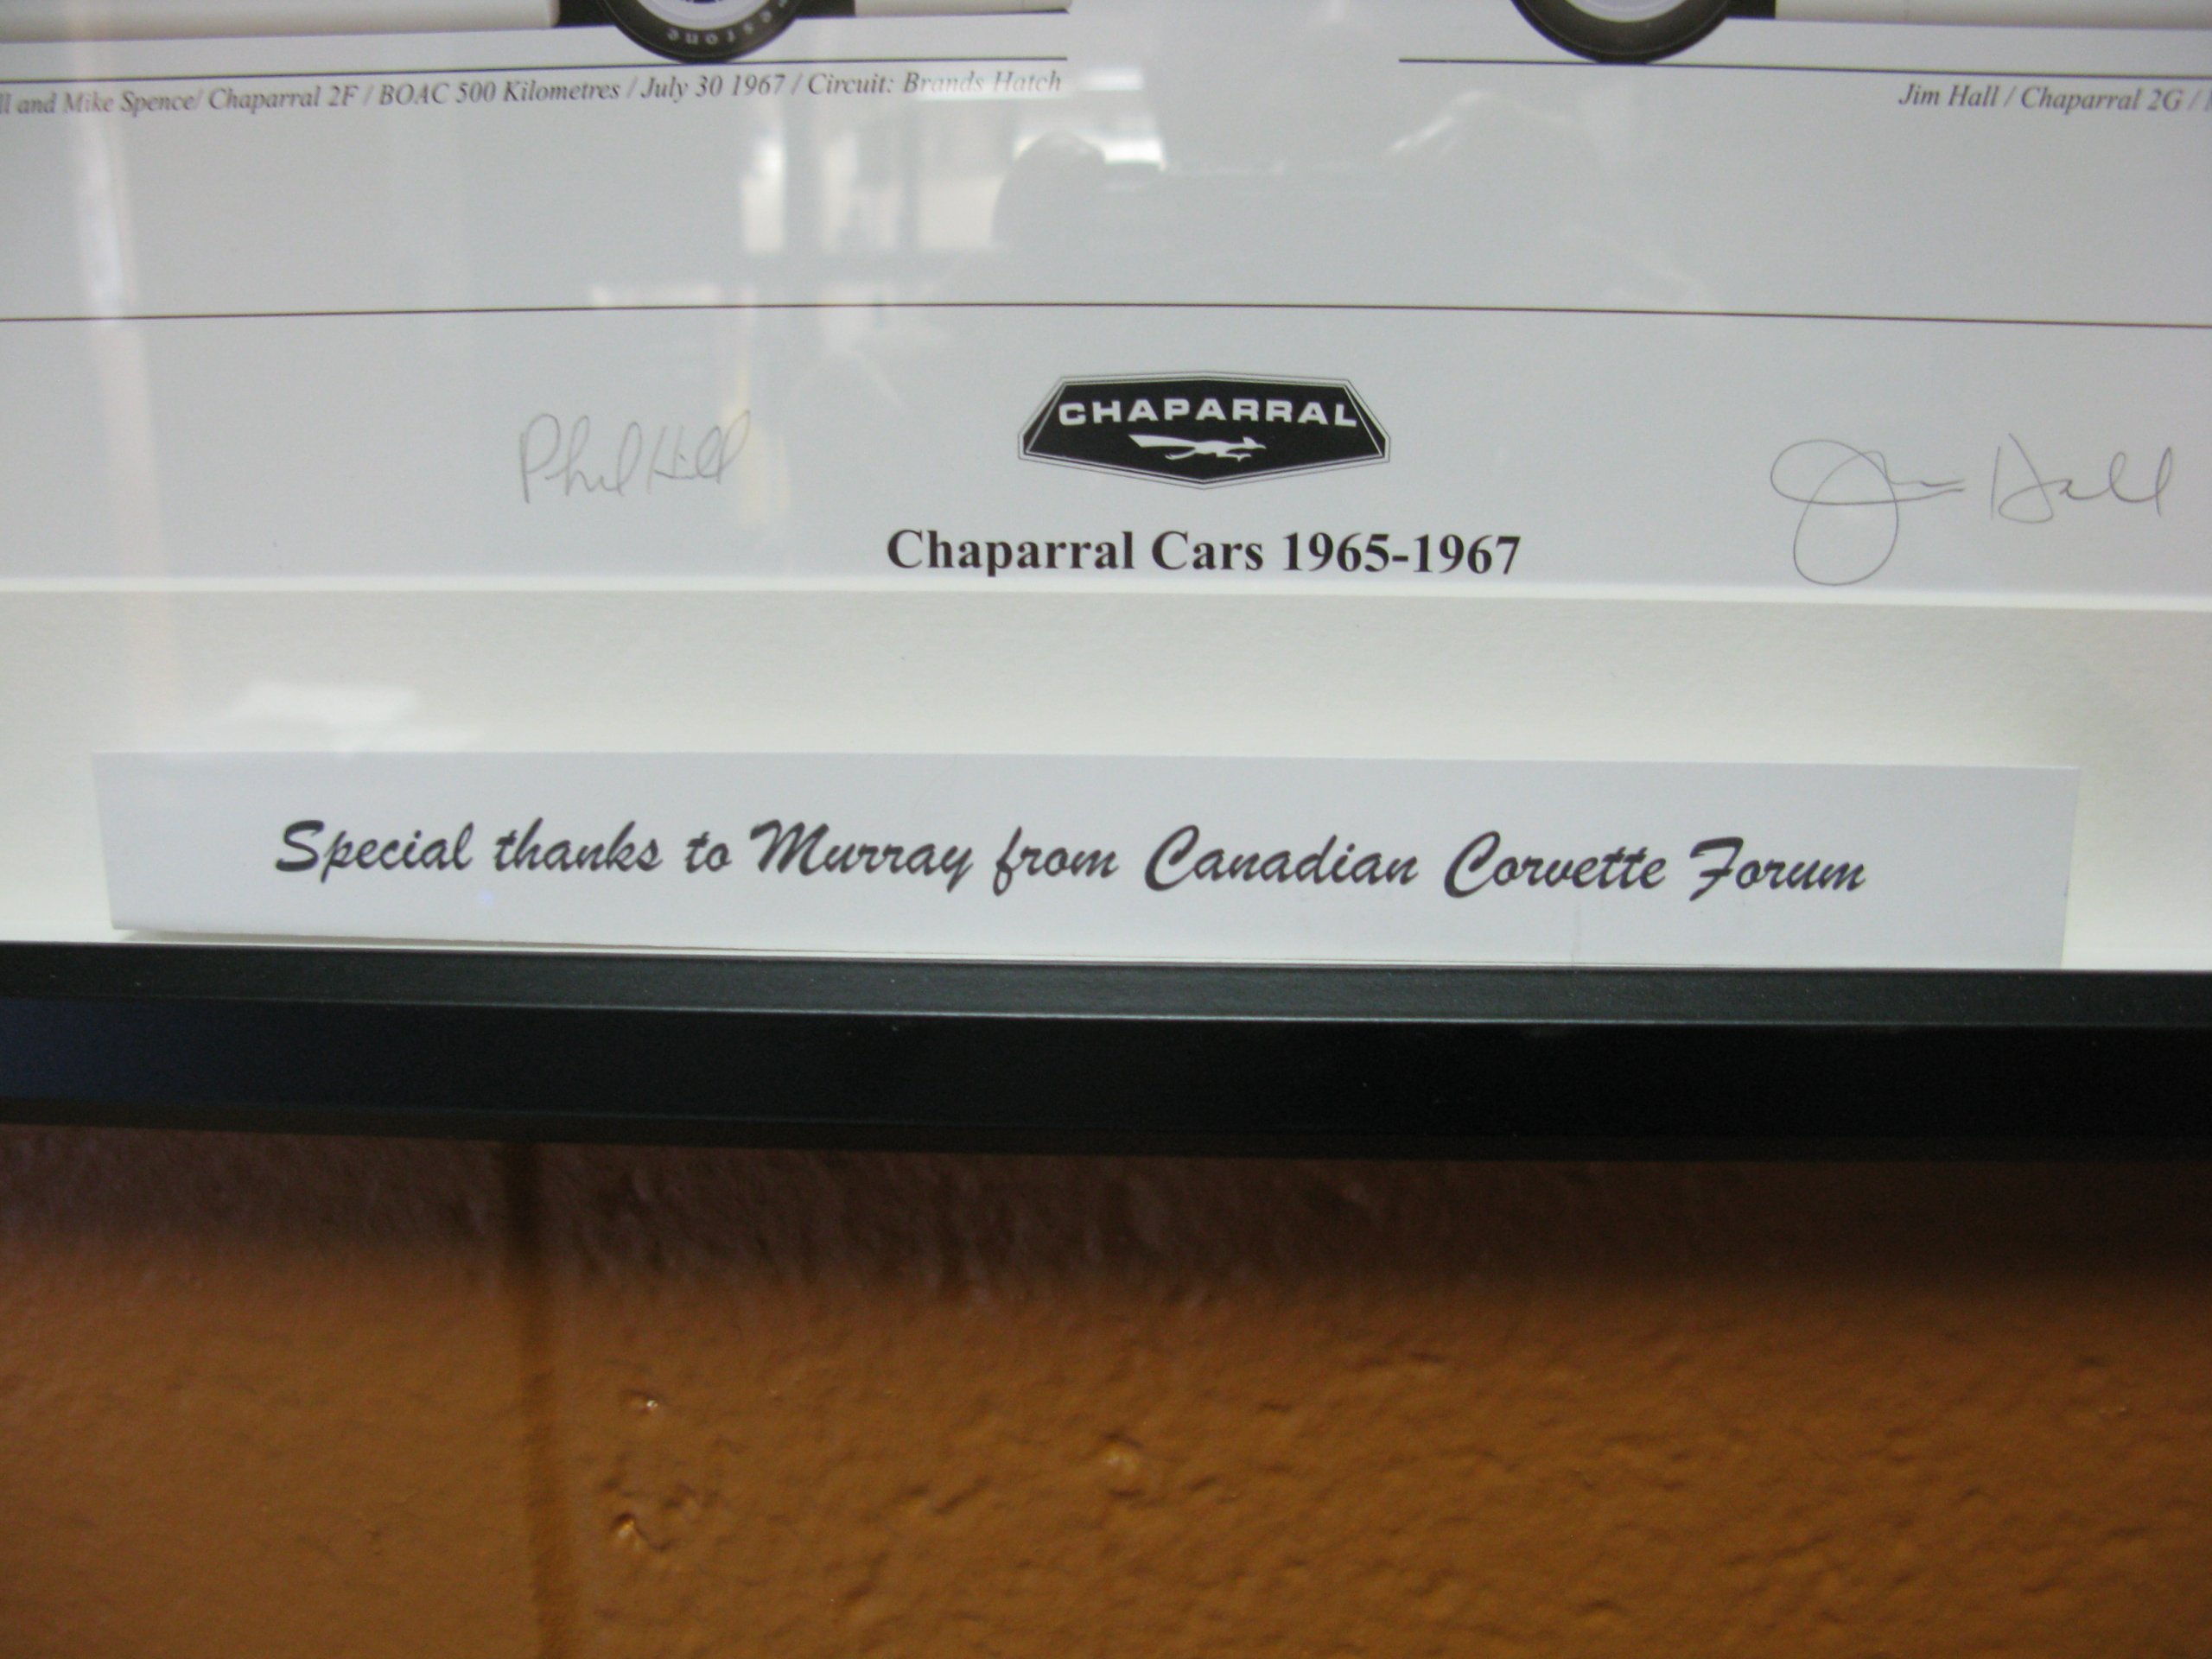 estone
ll and Mike Spence/ Chaparral 2F / BOAC 500 Kilometres / July 30 1967 / Circuit: Brands Hatch
Jim Hall / Chaparral 2G /
CHAPARRAL
Phil Hill
Jim Hall
Chaparral Cars 1965-1967
Special thanks to Murray from Canadian Corvette Forum